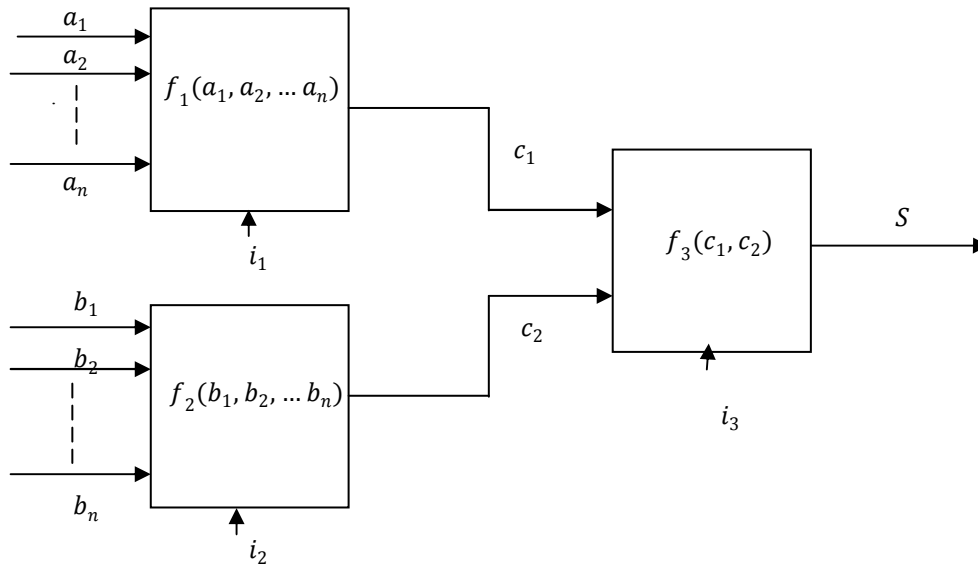 a₁
a₂
f₁(a₁, a₂, … aₙ)
aₙ
i₁
c₁
b₁
b₂
f₂(b₁, b₂, … bₙ)
bₙ
i₂
c₂
f₃(c₁, c₂)
i₃
S